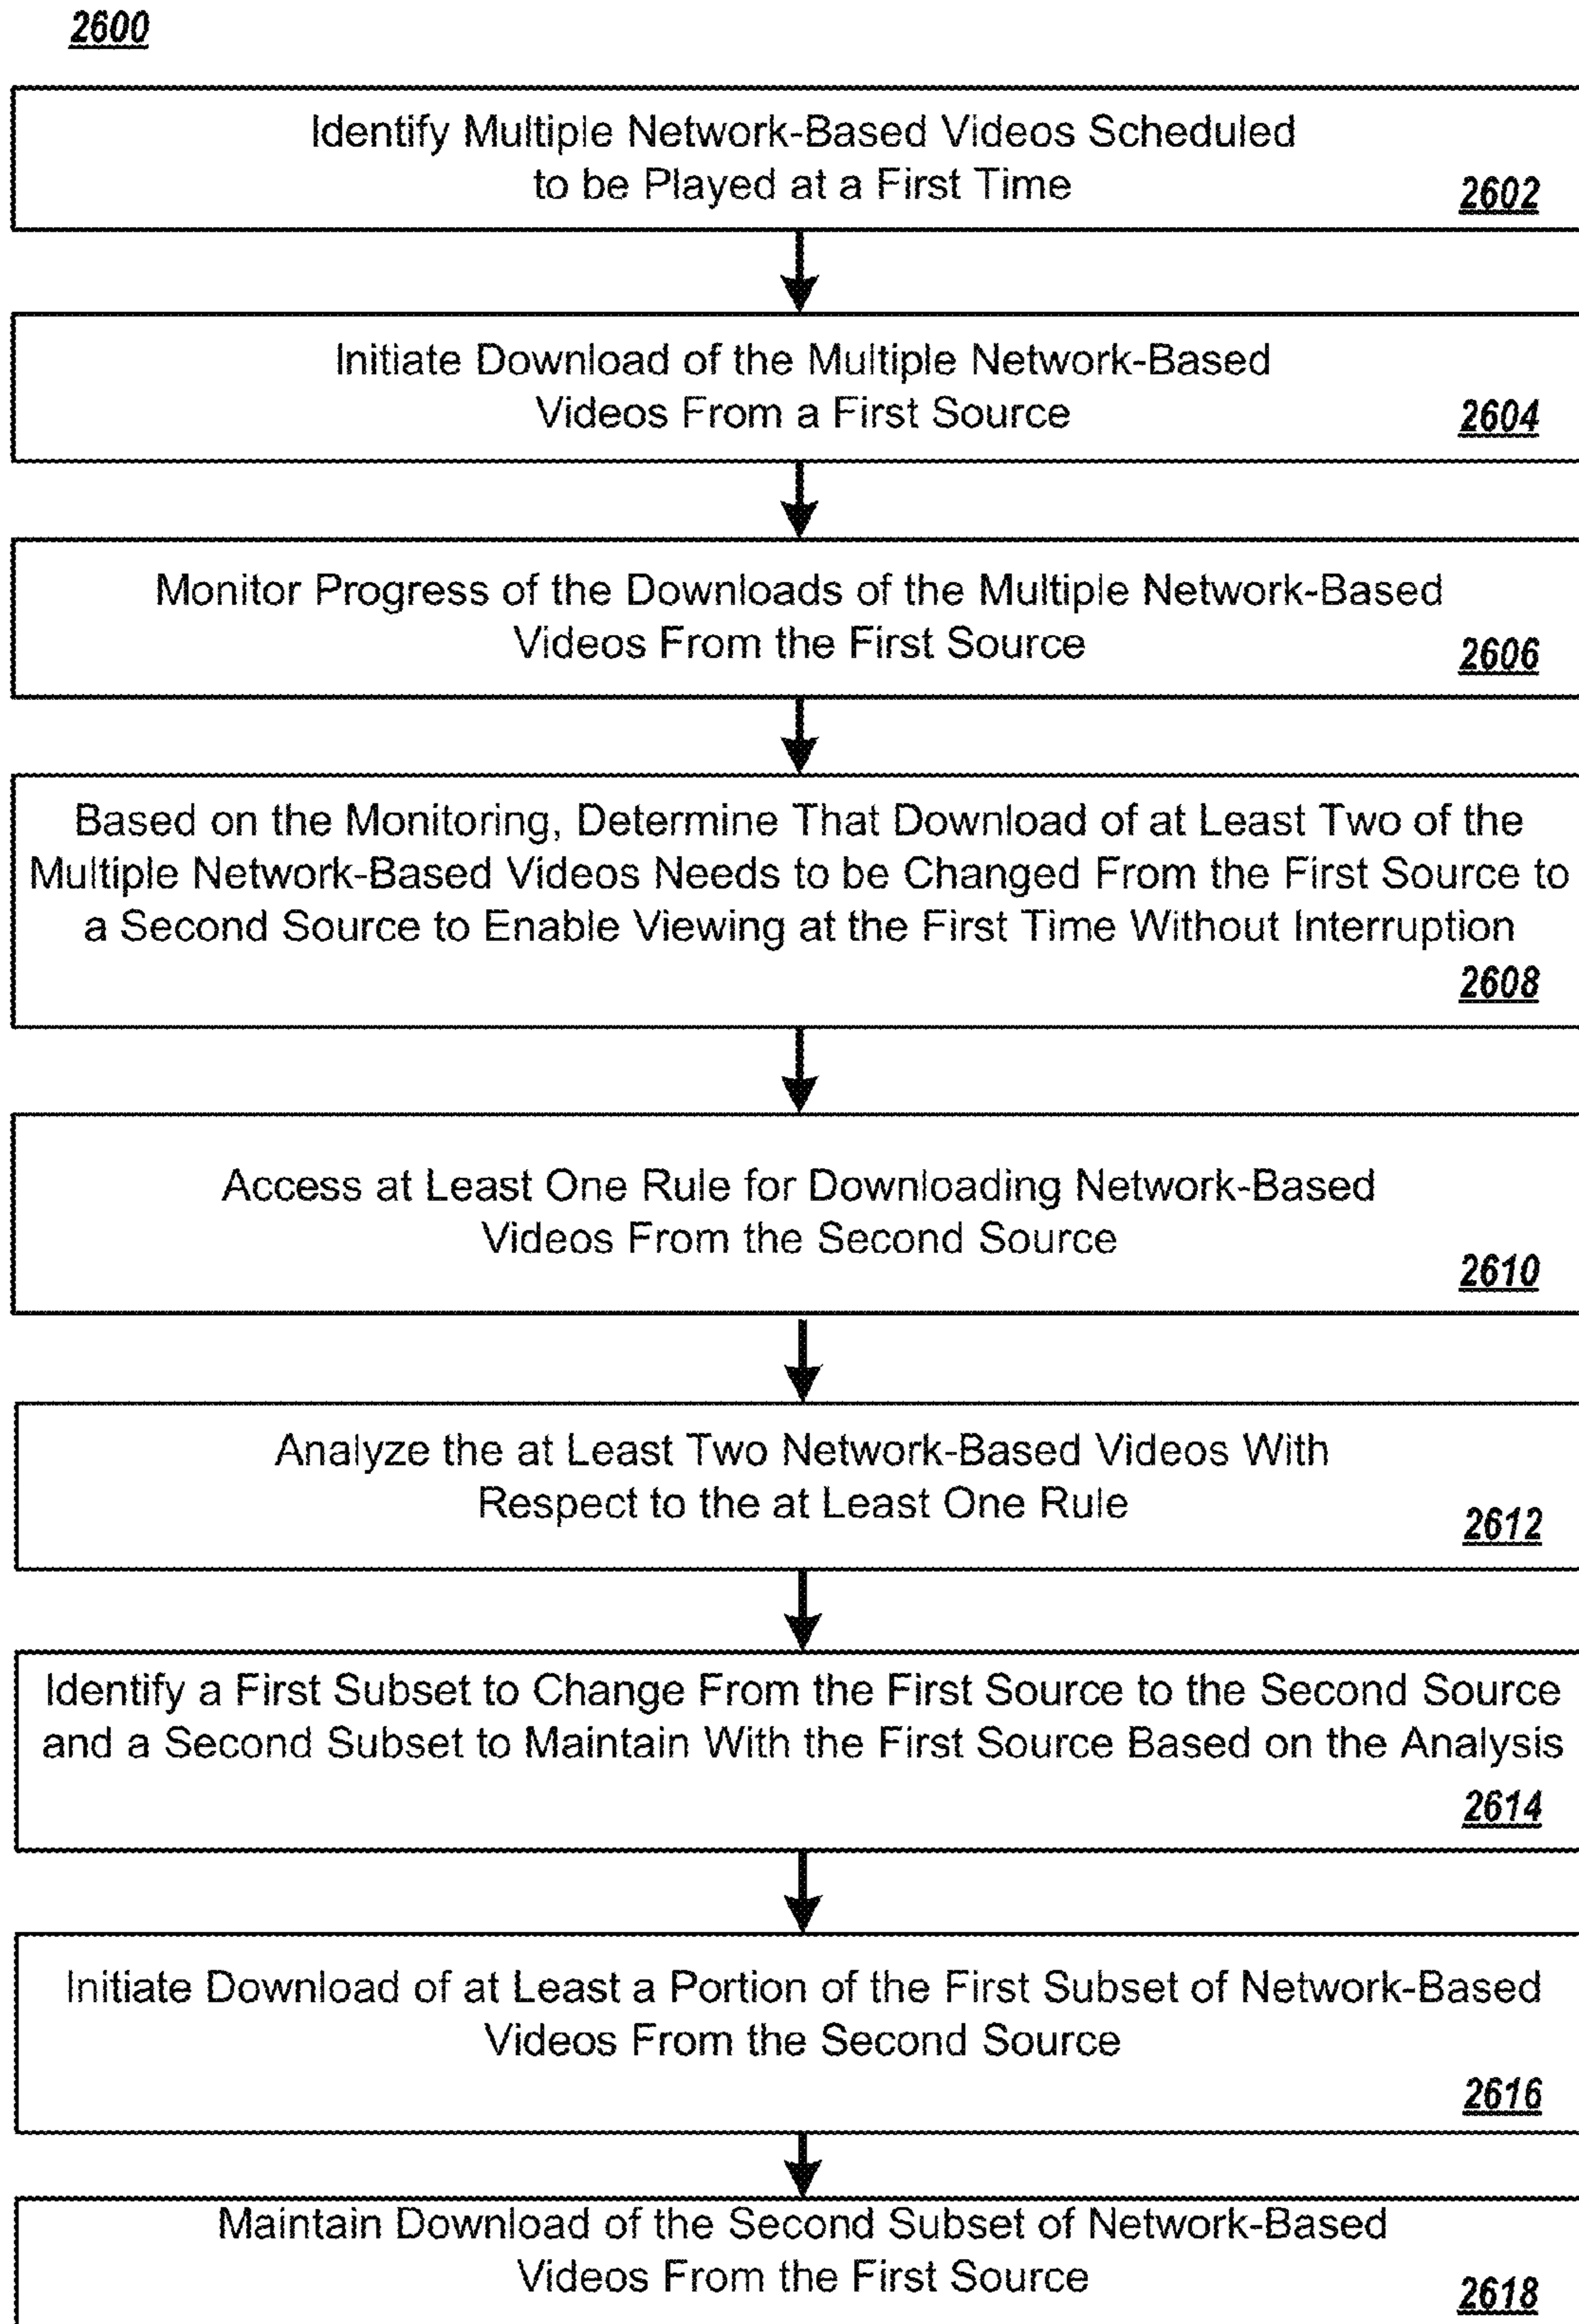 2600
Identify Multiple Network-Based Videos Scheduled
to be Played at a First Time
2602
Initiate Download of the Multiple Network-Based
Videos From a First Source
2604
Monitor Progress of the Downloads of the Multiple Network-Based
Videos From the First Source
2606
Based on the Monitoring, Determine That Download of at Least Two of the
Multiple Network-Based Videos Needs to be Changed From the First Source to
a Second Source to Enable Viewing at the First Time Without Interruption
2608
Access at Least One Rule for Downloading Network-Based
Videos From the Second Source
2610
Analyze the at Least Two Network-Based Videos With
Respect to the at Least One Rule
2612
Identify a First Subset to Change From the First Source to the Second Source
and a Second Subset to Maintain With the First Source Based on the Analysis
2614
Initiate Download of at Least a Portion of the First Subset of Network-Based
Videos From the Second Source
2616
Maintain Download of the Second Subset of Network-Based
Videos From the First Source
2618